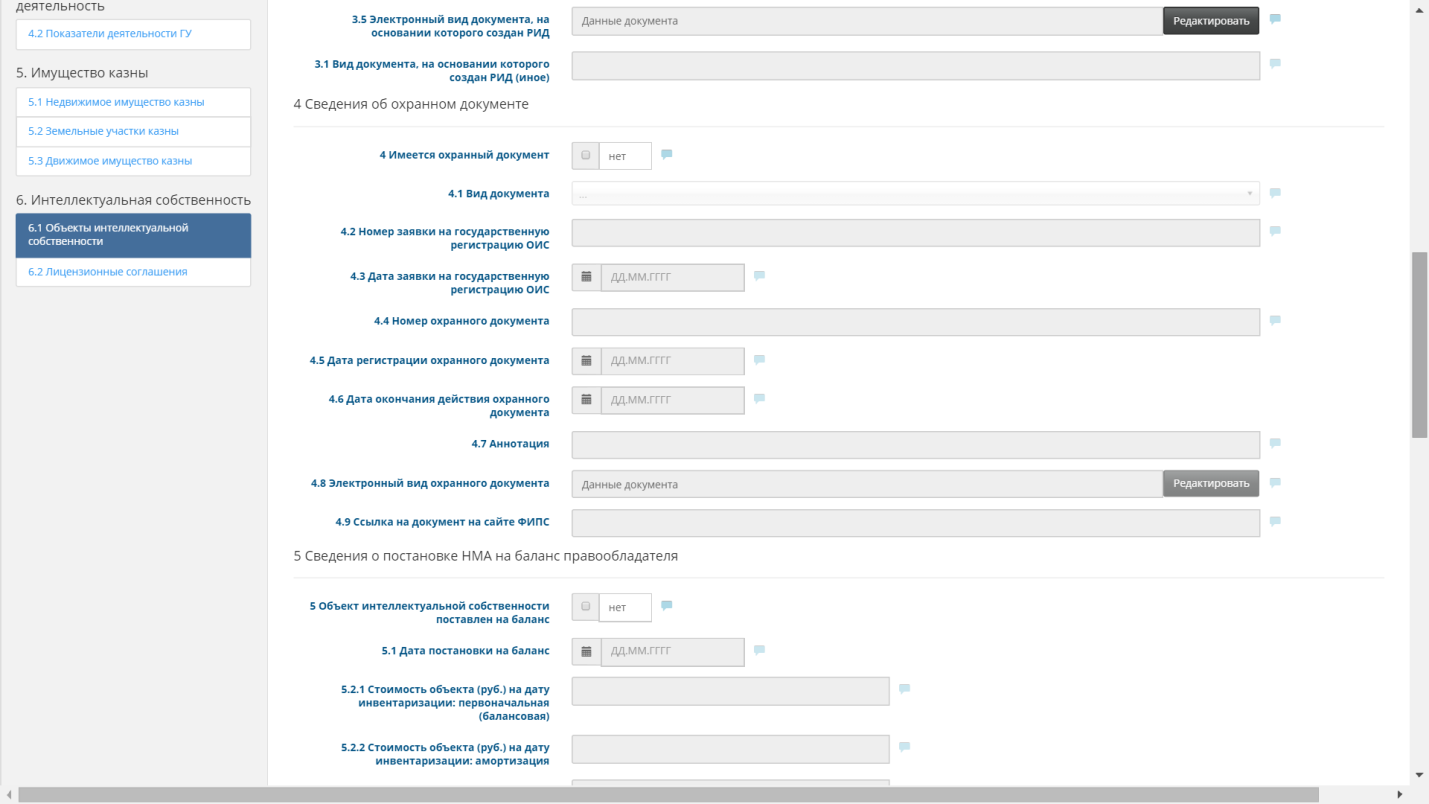 деятельность
4.2 Показатели деятельности ГУ
5. Имущество казны
5.1 Недвижимое имущество казны
5.2 Земельные участки казны
5.3 Движимое имущество казны
6. Интеллектуальная собственность
6.1 Объекты интеллектуальной
собственности
6.2 Лицензионные соглашения
3.5 Электронный вид документа, на
основании которого создан РИД
Данные документа
Редактировать
3.1 Вид документа, на основании которого
создан РИД (иное)
4 Сведения об охранном документе
4 Имеется охранный документ
нет
4.1 Вид документа
...
4.2 Номер заявки на государственную
регистрацию ОИС
4.3 Дата заявки на государственную
регистрацию ОИС
ДД.ММ.ГГГГ
4.4 Номер охранного документа
4.5 Дата регистрации охранного документа
ДД.ММ.ГГГГ
4.6 Дата окончания действия охранного
документа
ДД.ММ.ГГГГ
4.7 Аннотация
4.8 Электронный вид охранного документа
Данные документа
Редактировать
4.9 Ссылка на документ на сайте ФИПС
5 Сведения о постановке НМА на баланс правообладателя
5 Объект интеллектуальной собственности
поставлен на баланс
нет
5.1 Дата постановки на баланс
ДД.ММ.ГГГГ
5.2.1 Стоимость объекта (руб.) на дату
инвентаризации: первоначальная
(балансовая)
5.2.2 Стоимость объекта (руб.) на дату
инвентаризации: амортизация